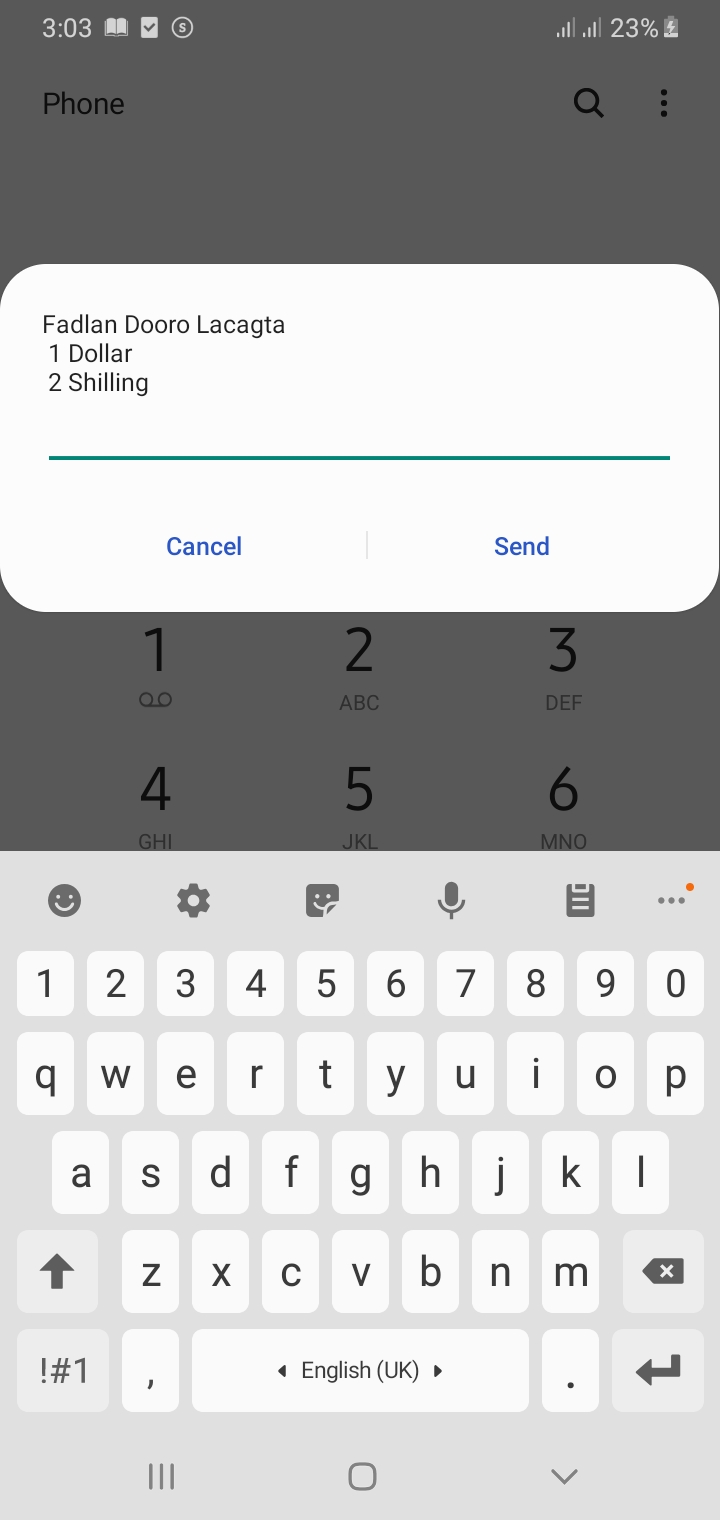 3:03
23%
Phone
Fadlan Dooro Lacagta
1 Dollar
2 Shilling
Cancel
Send
1
2
3
ABC
DEF
4
5
6
GHI
JKL
MNO
1 2 3 4 5 6 7 8 9 0
q w e r t y u i o p
a s d f g h j k l
z x c v b n m
!#1 , English (UK) .